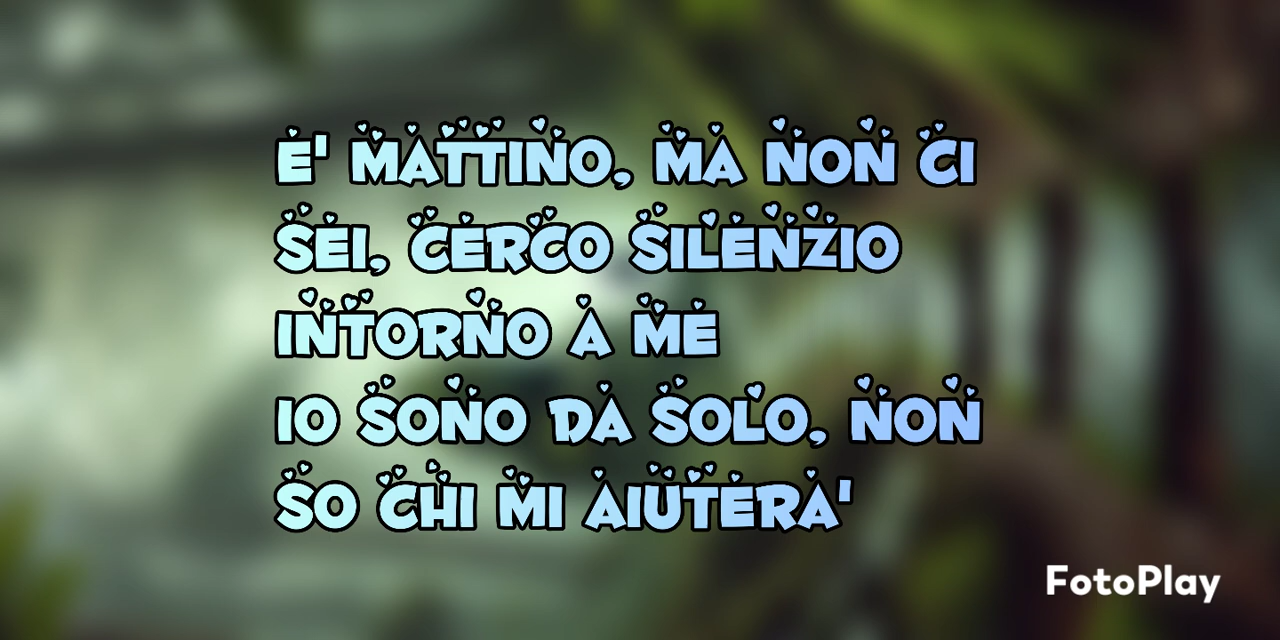 E' MATTINO, MA NON CI
SEI, CERCO SILENZIO
INTORNO A ME
IO SONO DA SOLO, NON
SO CHI MI AIUTERA'
FotoPlay